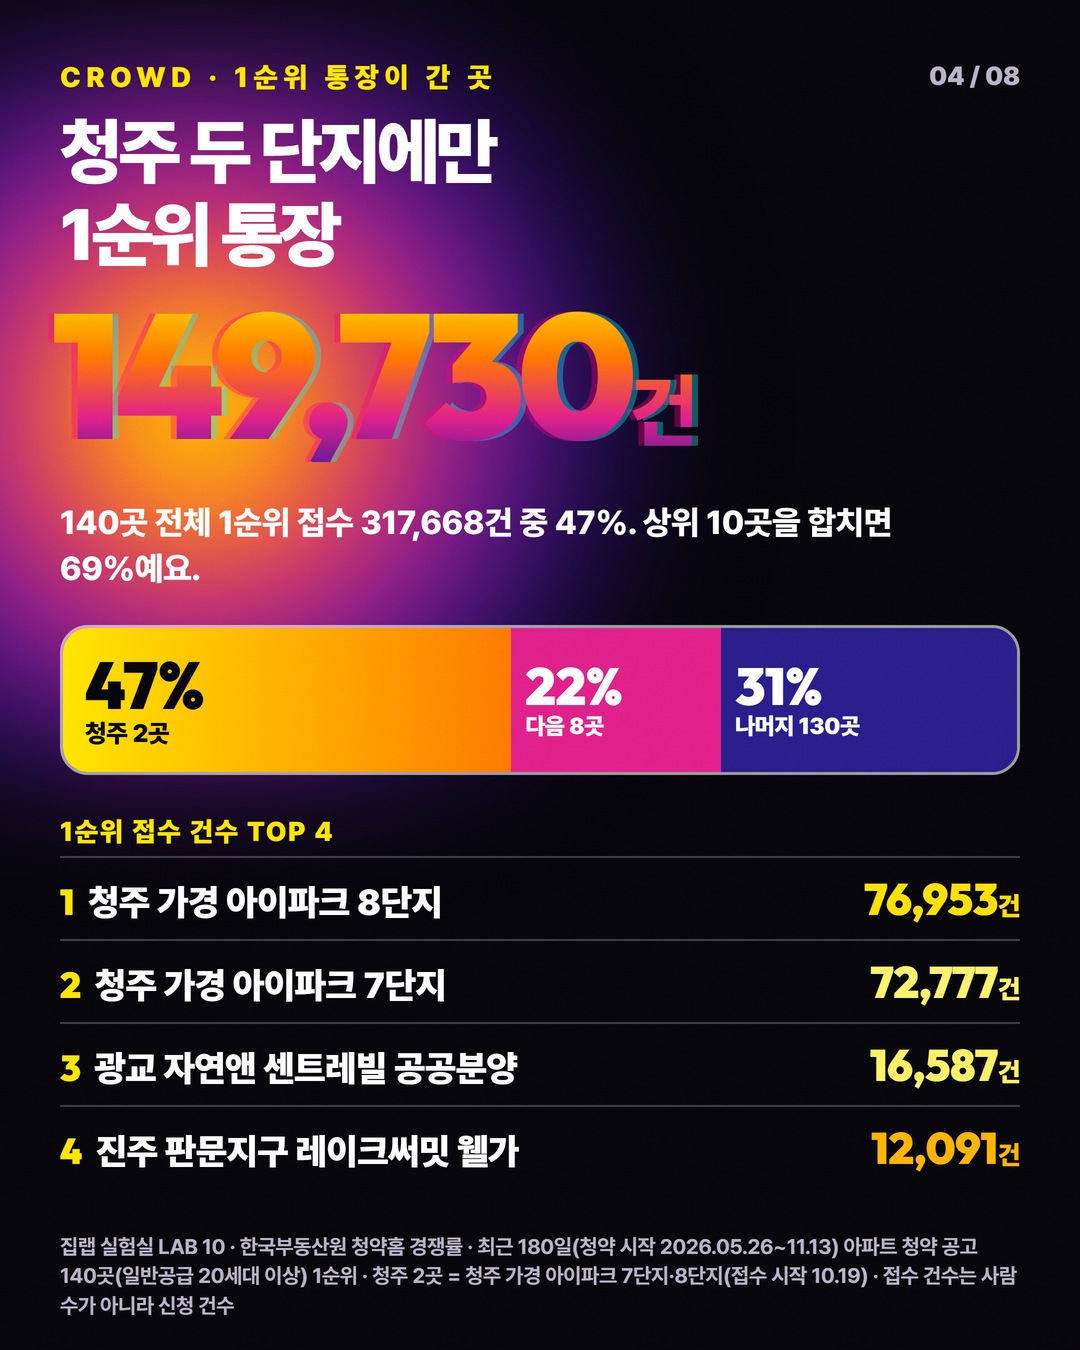 CROWD · 1순위 통장이 간 곳
04 / 08
청주 두 단지에만
1순위 통장
149,730건
140곳 전체 1순위 접수 317,668건 중 47%. 상위 10곳을 합치면
69%예요.
47%
청주 2곳
22%
다음 8곳
31%
나머지 130곳
1순위 접수 건수 TOP 4
1 청주 가경 아이파크 8단지 76,953건
2 청주 가경 아이파크 7단지 72,777건
3 광교 자연앤 센트레빌 공공분양 16,587건
4 진주 판문지구 레이크써밋 웰가 12,091건
집랩 실험실 LAB 10 · 한국부동산원 청약홈 경쟁률 · 최근 180일(청약 시작 2026.05.26~11.13) 아파트 청약 공고
140곳(일반공급 20세대 이상) 1순위 · 청주 2곳 = 청주 가경 아이파크 7단지·8단지(접수 시작 10.19) · 접수 건수는 사람
수가 아니라 신청 건수